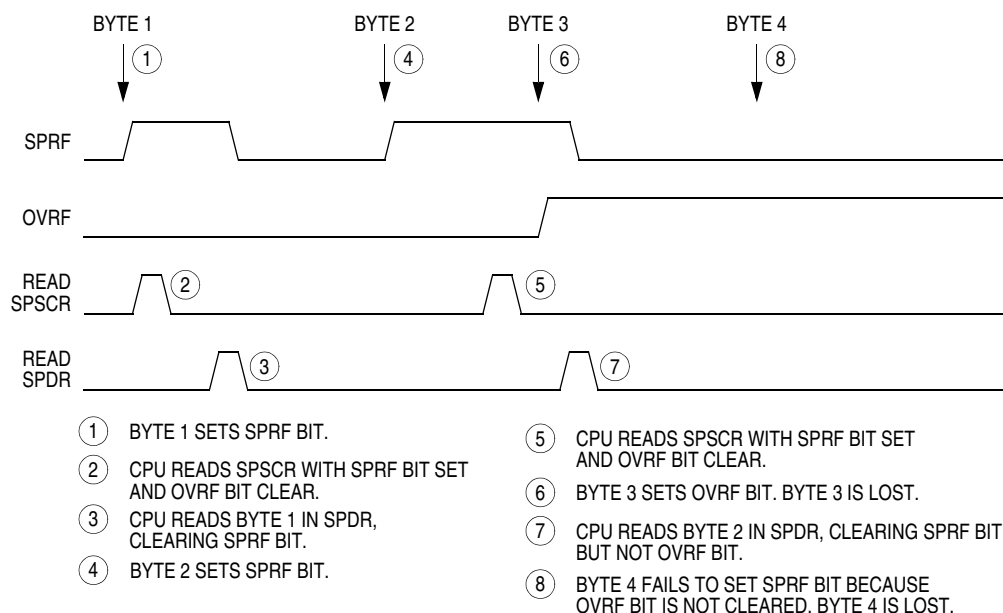 BYTE 1
BYTE 2
BYTE 3
BYTE 4
1
4
6
8
SPRF
OVRF
READ
SPSCR
2
5
READ
SPDR
3
7
1 BYTE 1 SETS SPRF BIT.
2 CPU READS SPSCR WITH SPRF BIT SET
AND OVRF BIT CLEAR.
3 CPU READS BYTE 1 IN SPDR,
CLEARING SPRF BIT.
4 BYTE 2 SETS SPRF BIT.
5 CPU READS SPSCR WITH SPRF BIT SET
AND OVRF BIT CLEAR.
6 BYTE 3 SETS OVRF BIT. BYTE 3 IS LOST.
7 CPU READS BYTE 2 IN SPDR, CLEARING SPRF BIT
BUT NOT OVRF BIT.
8 BYTE 4 FAILS TO SET SPRF BIT BECAUSE
OVRF BIT IS NOT CLEARED. BYTE 4 IS LOST.